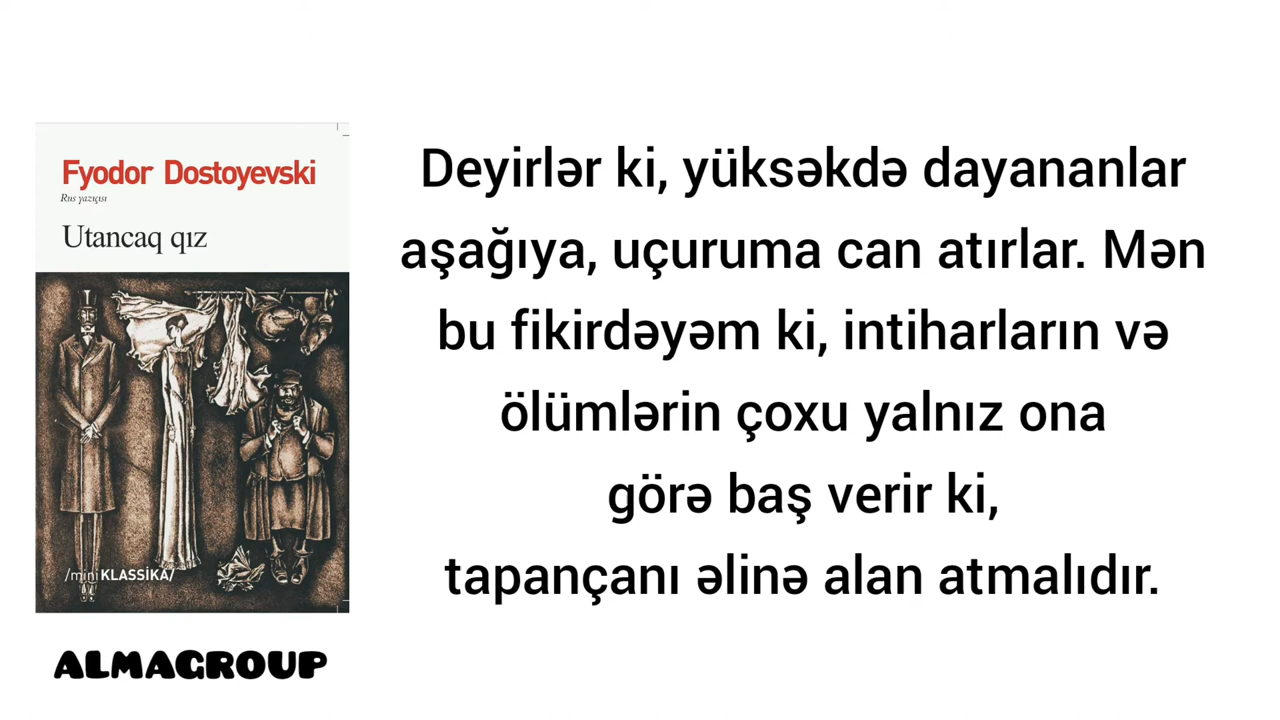 Fyodor Dostoyevski
Rus yazıçısı
Utancaq qız
/mini KLASSİKA/
ALMAGROUP
Deyirlər ki, yüksəkdə dayananlar
aşağıya, uçuruma can atırlar. Mən
bu fikirdəyəm ki, intiharların və
ölümlərin çoxu yalnız ona
görə baş verir ki,
tapançanı əlinə alan atmalıdır.